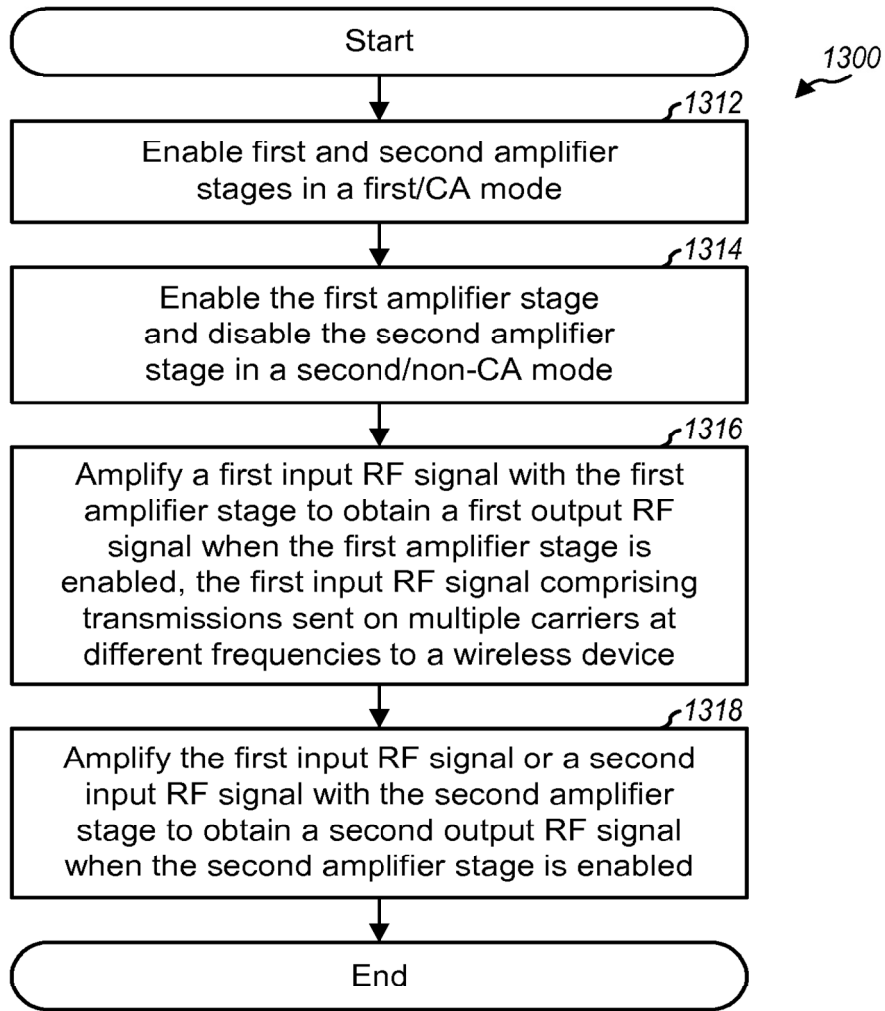 Start
1300
1312
Enable first and second amplifier
stages in a first/CA mode
1314
Enable the first amplifier stage
and disable the second amplifier
stage in a second/non-CA mode
1316
Amplify a first input RF signal with the first
amplifier stage to obtain a first output RF
signal when the first amplifier stage is
enabled, the first input RF signal comprising
transmissions sent on multiple carriers at
different frequencies to a wireless device
1318
Amplify the first input RF signal or a second
input RF signal with the second amplifier
stage to obtain a second output RF signal
when the second amplifier stage is enabled
End